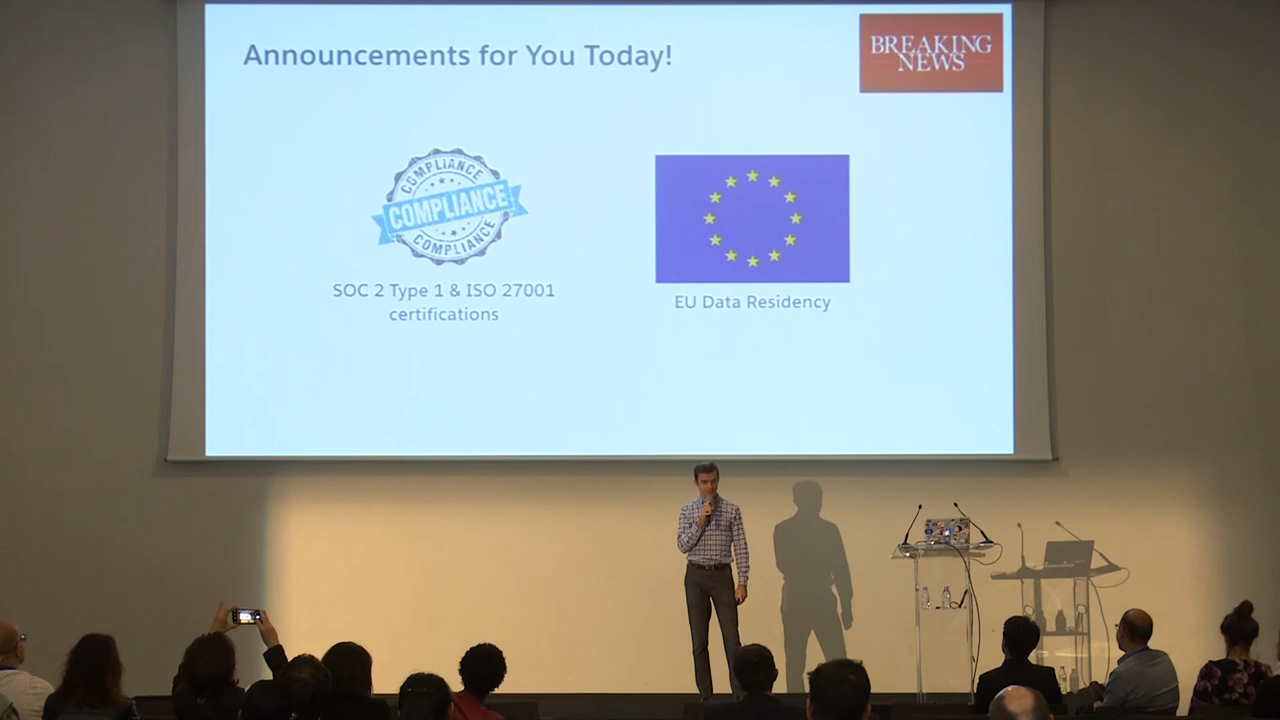 Announcements for You Today!
BREAKING
NEWS
COMPLIANCE
COMPLIANCE
COMPLIANCE
SOC 2 Type 1 & ISO 27001
certifications
EU Data Residency